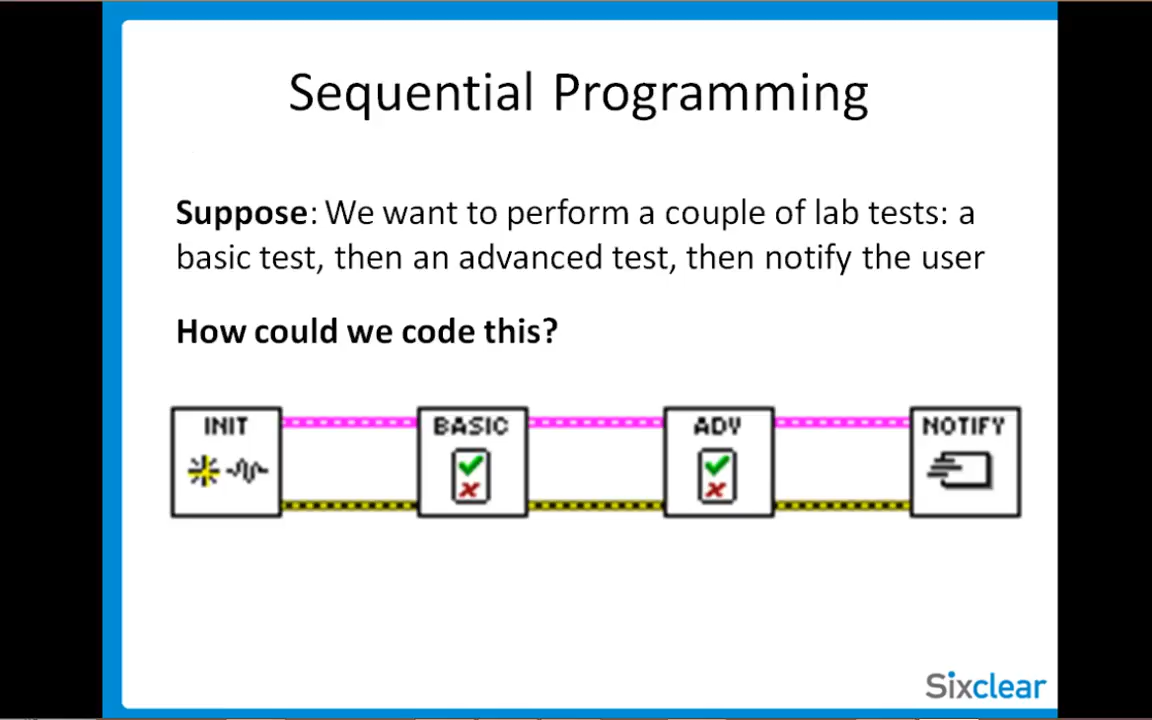 Sequential Programming
Suppose: We want to perform a couple of lab tests: a
basic test, then an advanced test, then notify the user
How could we code this?
INIT BASIC ADV NOTIFY
Sixclear